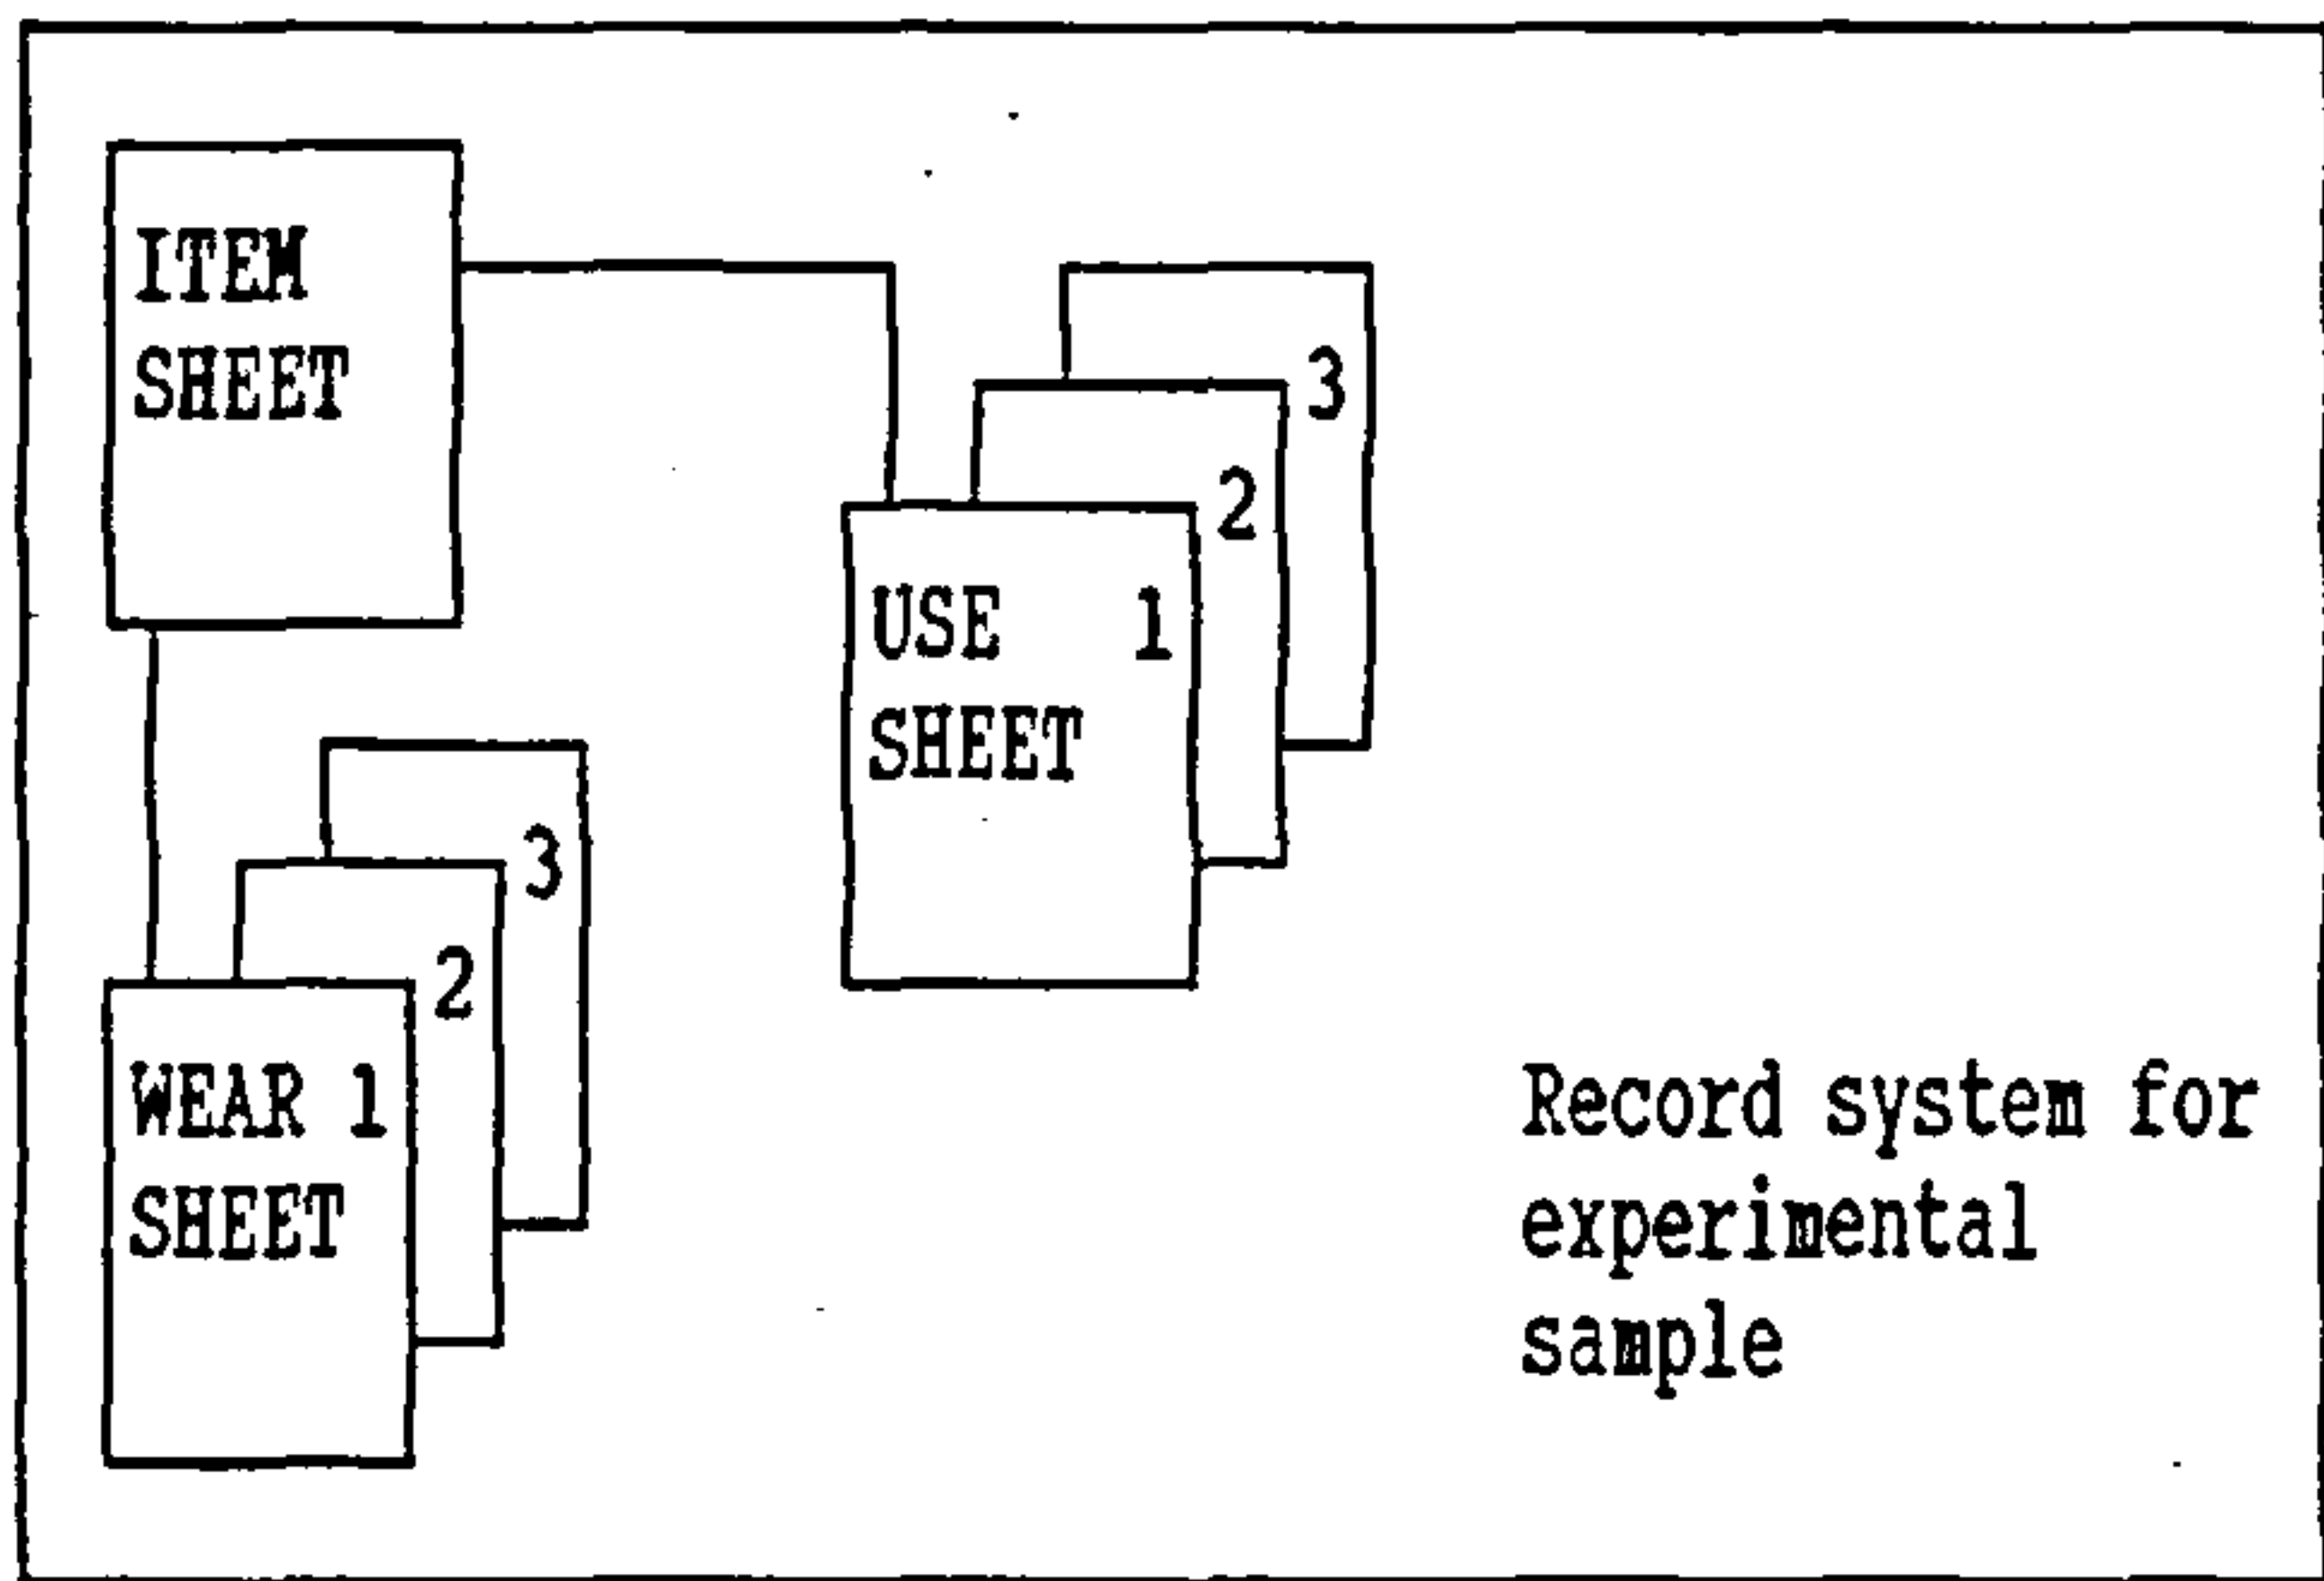 ITEM
SHEET
3
2
USE 1
SHEET
3
2
WEAR 1
SHEET
Record system for
experimental
sample